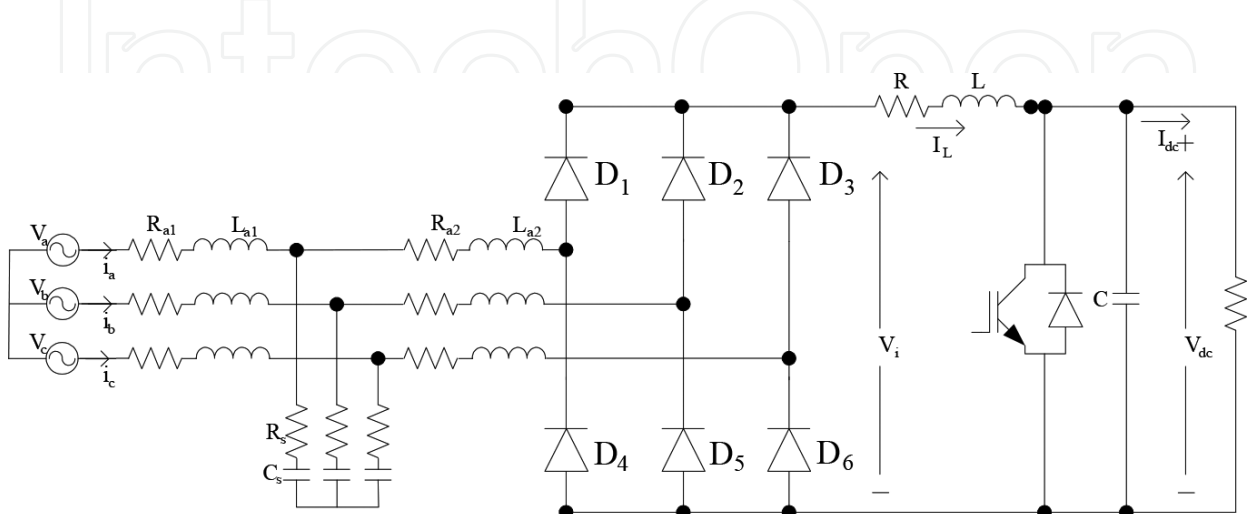 IntechOpen
R L
I_L
I_dc+
D_1 D_2 D_3
V_a R_a1 L_a1 R_a2 L_a2
i_a
V_b
i_b
V_c
i_c
V_i
C
V_dc
R_s
C_s
D_4 D_5 D_6
+
−
−